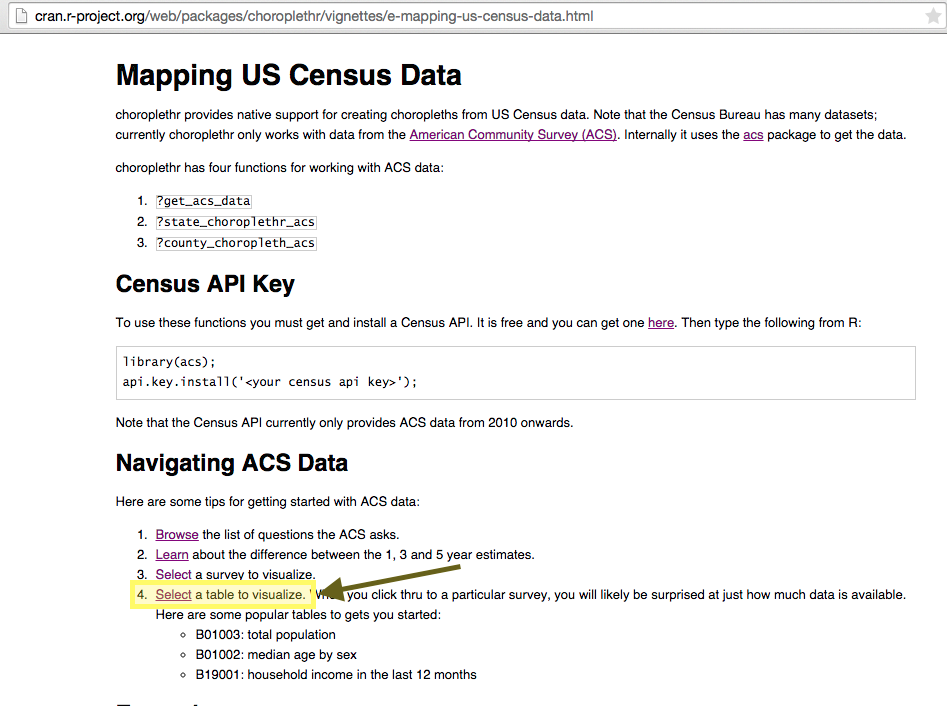 cran.r-project.org/web/packages/choroplethr/vignettes/e-mapping-us-census-data.html
Mapping US Census Data
choroplethr provides native support for creating choropleths from US Census data. Note that the Census Bureau has many datasets;
currently choroplethr only works with data from the American Community Survey (ACS). Internally it uses the acs package to get the data.
choroplethr has four functions for working with ACS data:
1. ?get_acs_data
2. ?state_choroplethr_acs
3. ?county_choropleth_acs
Census API Key
To use these functions you must get and install a Census API. It is free and you can get one here. Then type the following from R:
library(acs);
api.key.install('<your census api key>');
Note that the Census API currently only provides ACS data from 2010 onwards.
Navigating ACS Data
Here are some tips for getting started with ACS data:
1. Browse the list of questions the ACS asks.
2. Learn about the difference between the 1, 3 and 5 year estimates.
3. Select a survey to visualize.
4. Select a table to visualize. you click thru to a particular survey, you will likely be surprised at just how much data is available.
Here are some popular tables to gets you started:
B01003: total population
B01002: median age by sex
B19001: household income in the last 12 months